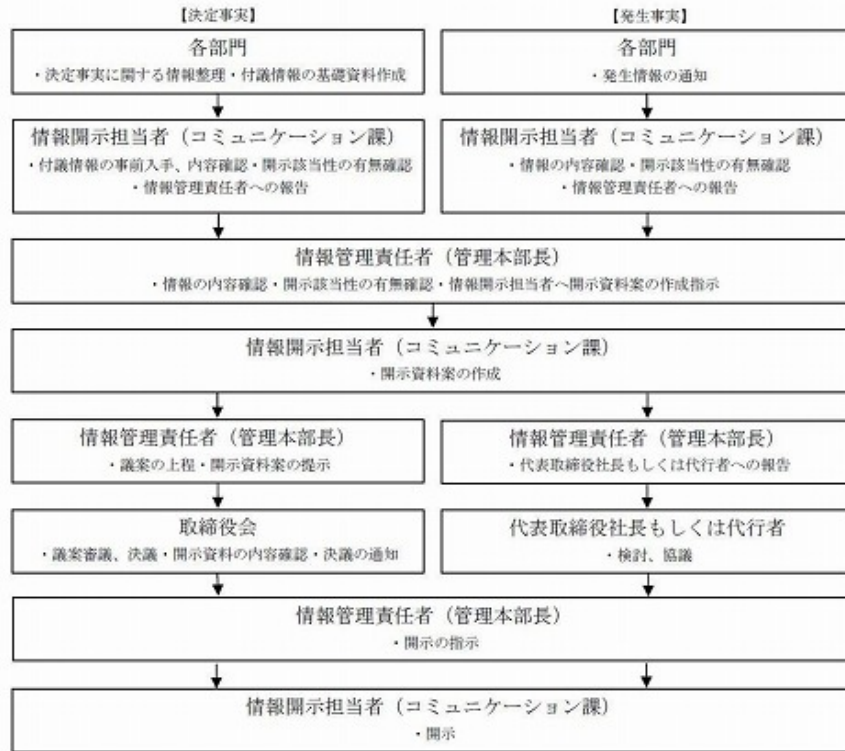 【決定事実】
【発生事実】
各部門
・決定事実に関する情報整理・付議情報の基礎資料作成
各部門
・発生情報の通知
情報開示担当者（コミュニケーション課）
・付議情報の事前入手、内容確認・開示該当性の有無確認
・情報管理責任者への報告
情報開示担当者（コミュニケーション課）
・情報の内容確認・開示該当性の有無確認
・情報管理責任者への報告
情報管理責任者（管理本部長）
・情報の内容確認・開示該当性の有無確認・情報開示担当者へ開示資料案の作成指示
情報開示担当者（コミュニケーション課）
・開示資料案の作成
情報管理責任者（管理本部長）
・議案の上程・開示資料案の提示
情報管理責任者（管理本部長）
・代表取締役社長もしくは代行者への報告
取締役会
・議案審議、決議・開示資料の内容確認・決議の通知
代表取締役社長もしくは代行者
・検討、協議
情報管理責任者（管理本部長）
・開示の指示
情報開示担当者（コミュニケーション課）
・開示